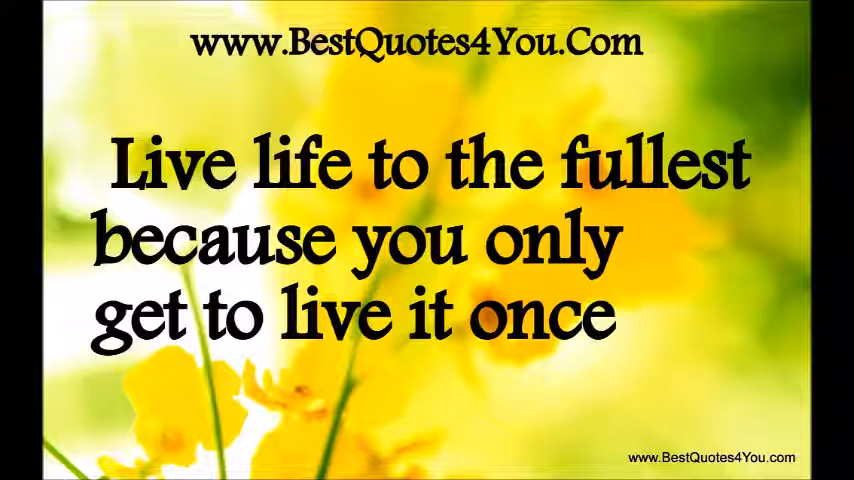 www.BestQuotes4You.Com
Live life to the fullest
because you only
get to live it once
www.BestQuotes4You.com